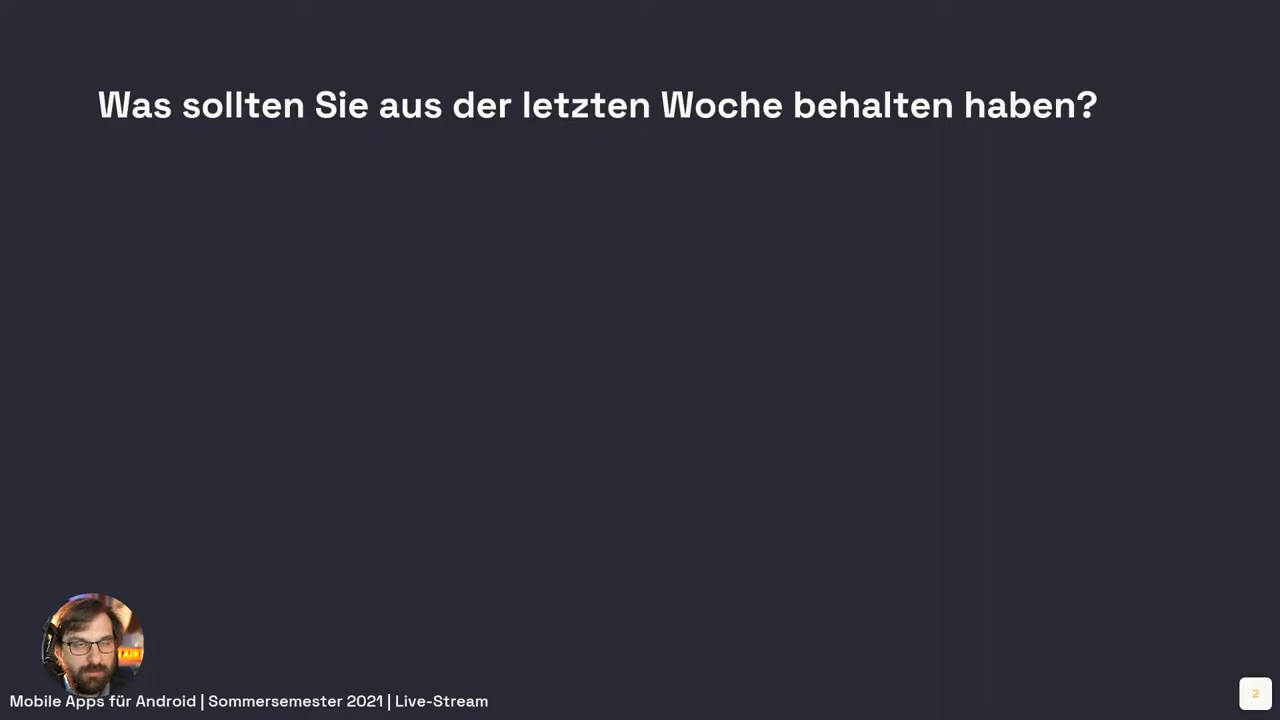 Was sollten Sie aus der letzten Woche behalten haben?
Mobile Apps für Android | Sommersemester 2021 | Live-Stream
2